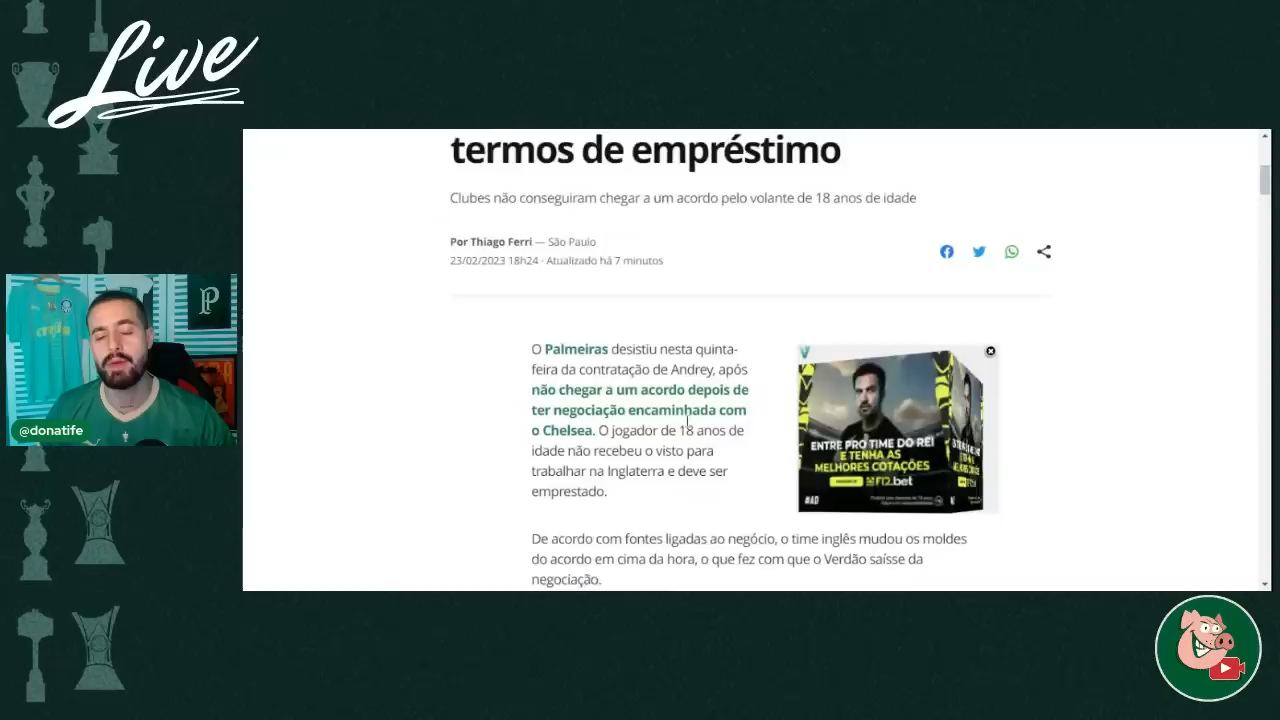 Live
termos de empréstimo
Clubes não conseguiram chegar a um acordo pelo volante de 18 anos de idade
Por Thiago Ferri — São Paulo
23/02/2023 18h24 · Atualizado há 7 minutos
O Palmeiras desistiu nesta quinta-
feira da contratação de Andrey, após
não chegar a um acordo depois de
ter negociação encaminhada com
o Chelsea. O jogador de 18 anos de
idade não recebeu o visto para
trabalhar na Inglaterra e deve ser
emprestado.
ENTRE PRO TIME DO REI
E TENHA AS
MELHORES COTAÇÕES
F12.bet
#AD
De acordo com fontes ligadas ao negócio, o time inglês mudou os moldes
do acordo em cima da hora, o que fez com que o Verdão saísse da
negociação.
@donatife